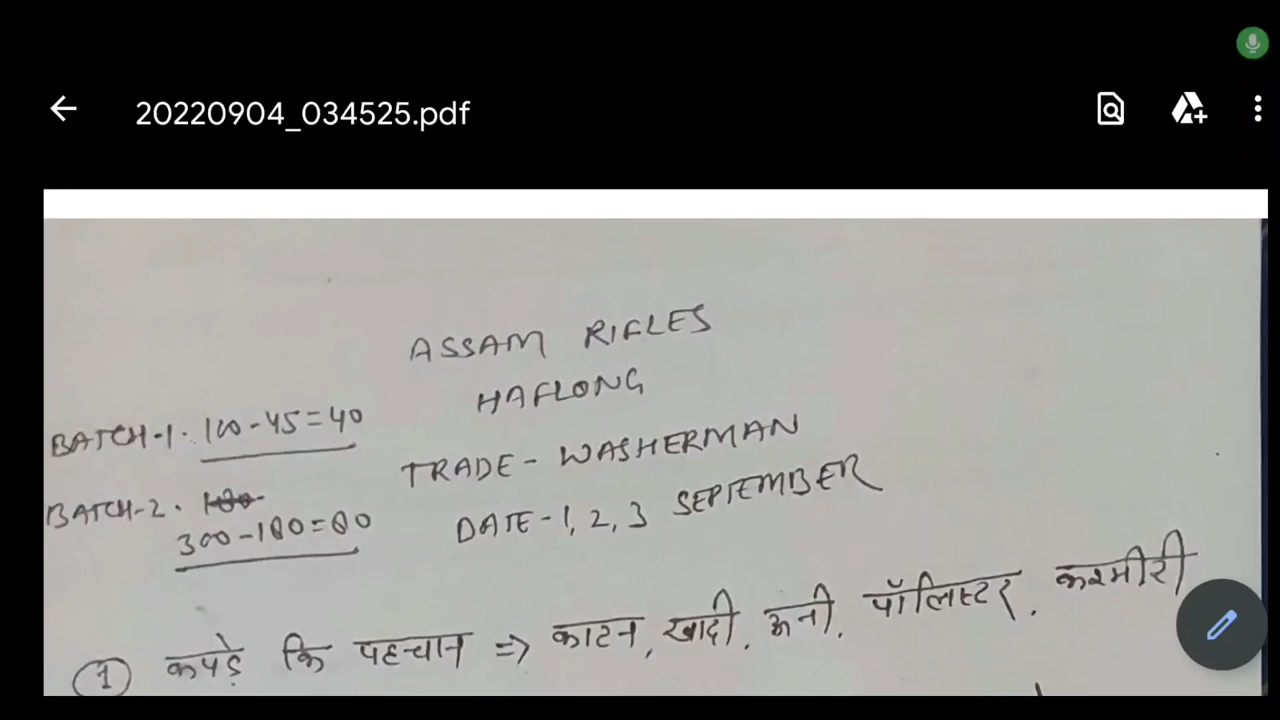 20220904_034525.pdf
ASSAM RIFLES
HAFLONG
BATCH-1. 100-45=40
TRADE - WASHERMAN
BATCH-2. 180
300-180=80
DATE - 1, 2, 3 SEPTEMBER
1 कपड़े कि पहचान => काटन, खादी, ऊनी, पॉलिस्टर, कश्मीरी